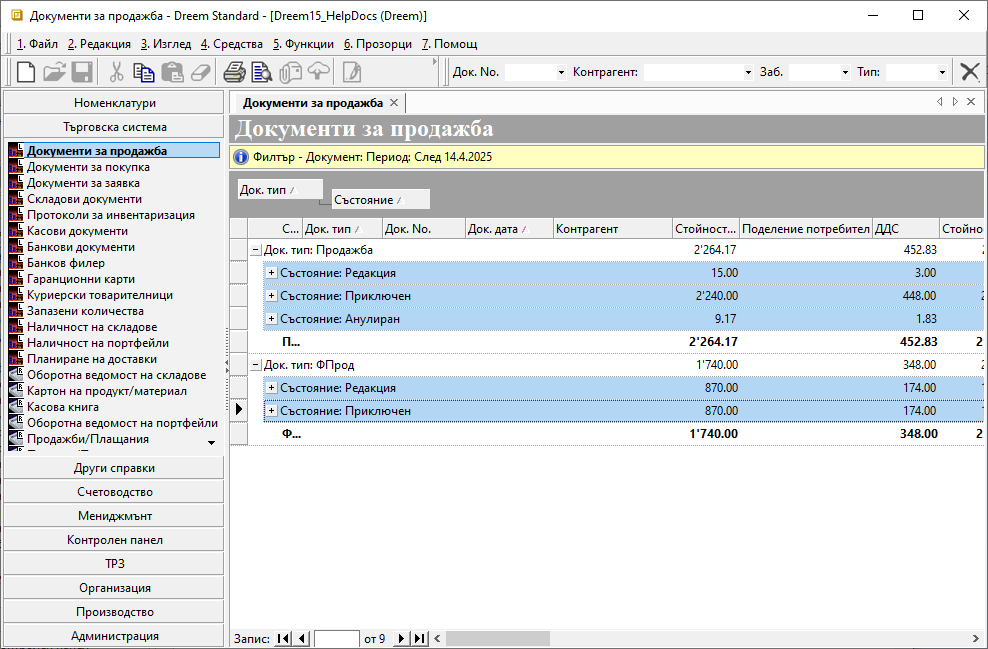 Документи за продажба - Dreem Standard - [Dreem15_HelpDocs (Dreem)]
1. Файл 2. Редакция 3. Изглед 4. Средства 5. Функции 6. Прозорци 7. Помощ
Док. No. Контрагент: Заб. Тип:
Номенклатури
Търговска система
Документи за продажба
Документи за покупка
Документи за заявка
Складови документи
Протоколи за инвентаризация
Касови документи
Банкови документи
Банков филер
Гаранционни карти
Куриерски товарителници
Запазени количества
Наличност на складове
Наличност на портфейли
Планиране на доставки
Оборотна ведомост на складове
Картон на продукт/материал
Касова книга
Оборотна ведомост на портфейли
Продажби/Плащания
Други справки
Счетоводство
Мениджмънт
Контролен панел
ТРЗ
Организация
Производство
Администрация
Документи за продажба
Документи за продажба
Филтър - Документ: Период: След 14.4.2025
Док. тип
Състояние
С... Док. тип Док. No. Док. дата Контрагент Стойност... Поделение потребител ДДС Стойно
Док. тип: Продажба 2'264.17 452.83
Състояние: Редакция 15.00 3.00
Състояние: Приключен 2'240.00 448.00
Състояние: Анулиран 9.17 1.83
П... 2'264.17 452.83 2
Док. тип: ФПрод 1'740.00 348.00
Състояние: Редакция 870.00 174.00
Състояние: Приключен 870.00 174.00
Ф... 1'740.00 348.00 2
Запис: от 9